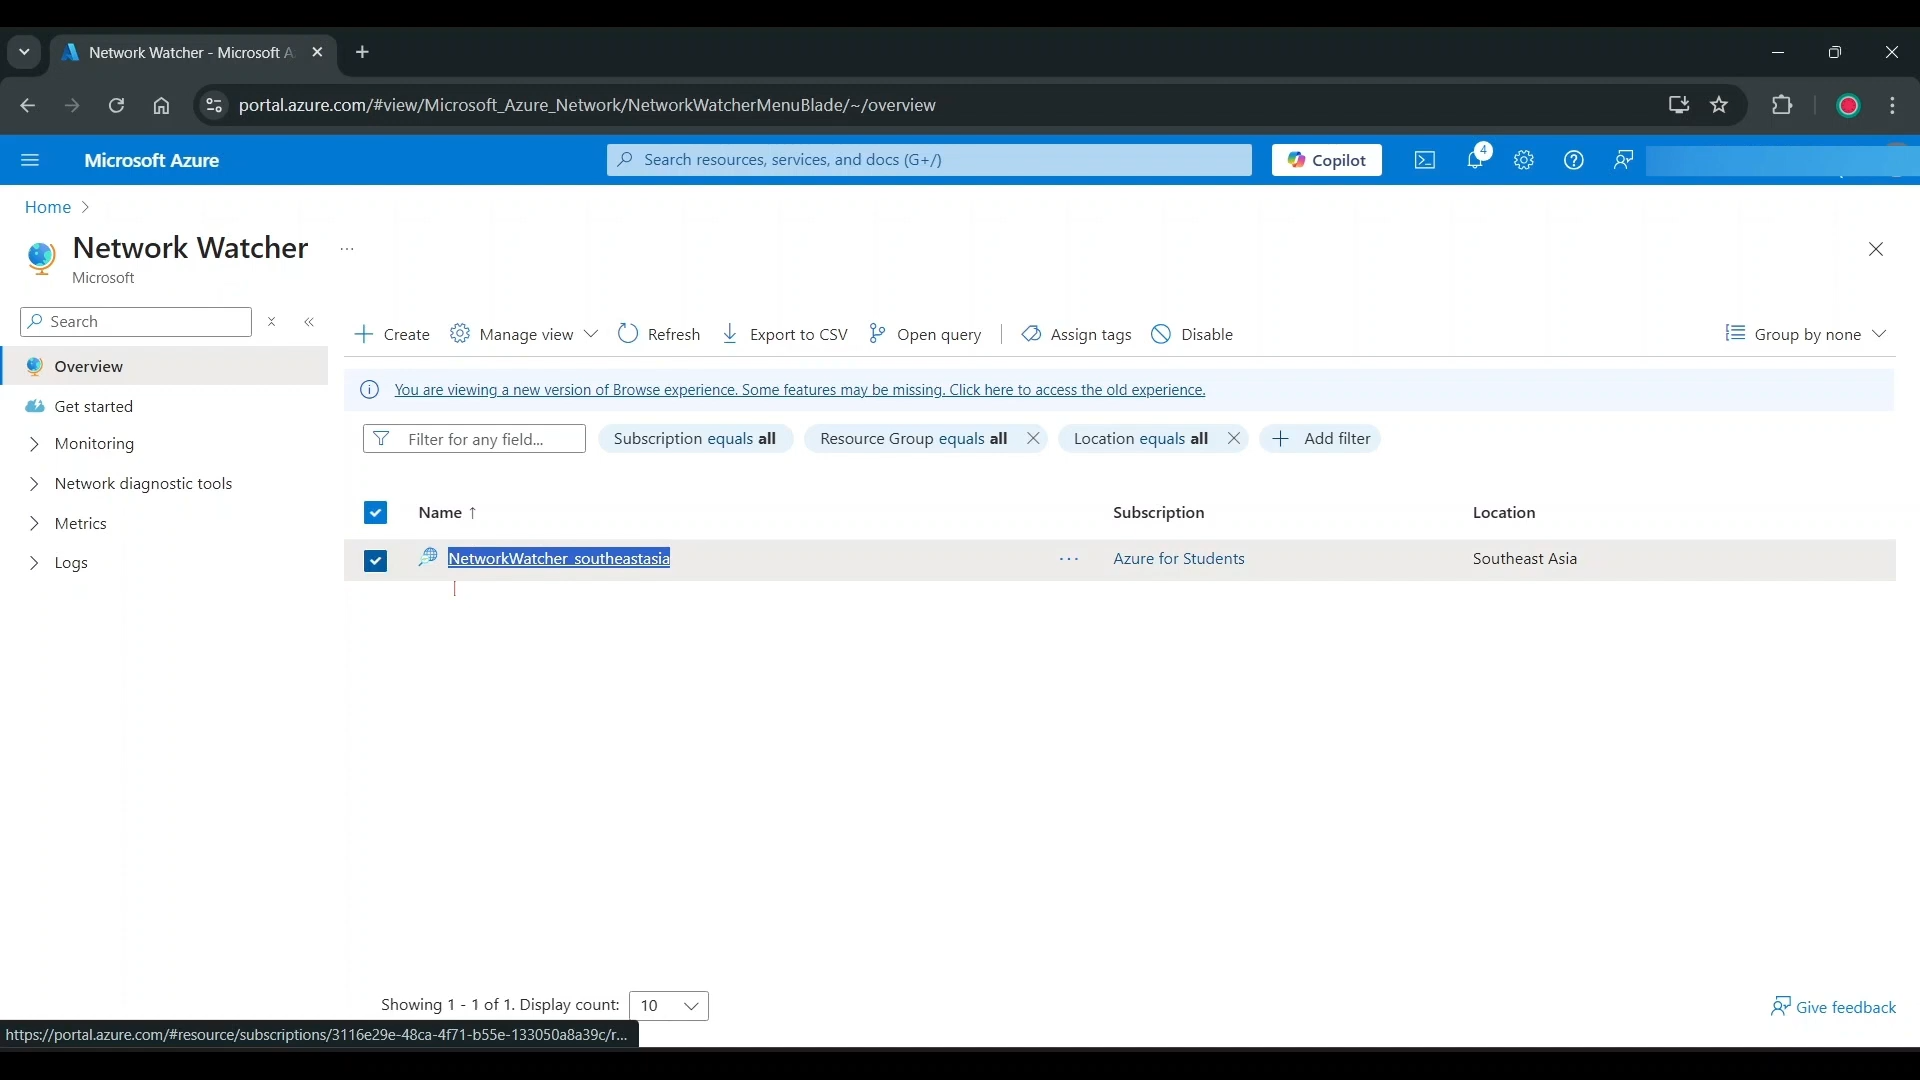 Network Watcher - Microsoft A
portal.azure.com/#view/Microsoft_Azure_Network/NetworkWatcherMenuBlade/~/overview
Microsoft Azure
Search resources, services, and docs (G+/)
Copilot
4
Home
Network Watcher
Microsoft
Search
Create
Manage view
Refresh
Export to CSV
Open query
Assign tags
Disable
Group by none
Overview
Get started
Monitoring
Network diagnostic tools
Metrics
Logs
You are viewing a new version of Browse experience. Some features may be missing. Click here to access the old experience.
Filter for any field...
Subscription equals all
Resource Group equals all
Location equals all
Add filter
Name ↑
Subscription
Location
NetworkWatcher_southeastasia
Azure for Students
Southeast Asia
Showing 1 - 1 of 1. Display count:
10
Give feedback
https://portal.azure.com/#resource/subscriptions/3116e29e-48ca-4f71-b55e-133050a8a39c/r...